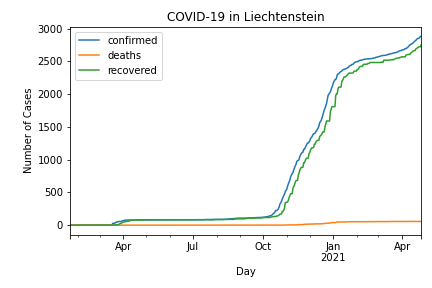 COVID-19 in Liechtenstein
confirmed
deaths
recovered
Number of Cases
3000
2500
2000
1500
1000
500
0
Apr Jul Oct Jan Apr
2021
Day